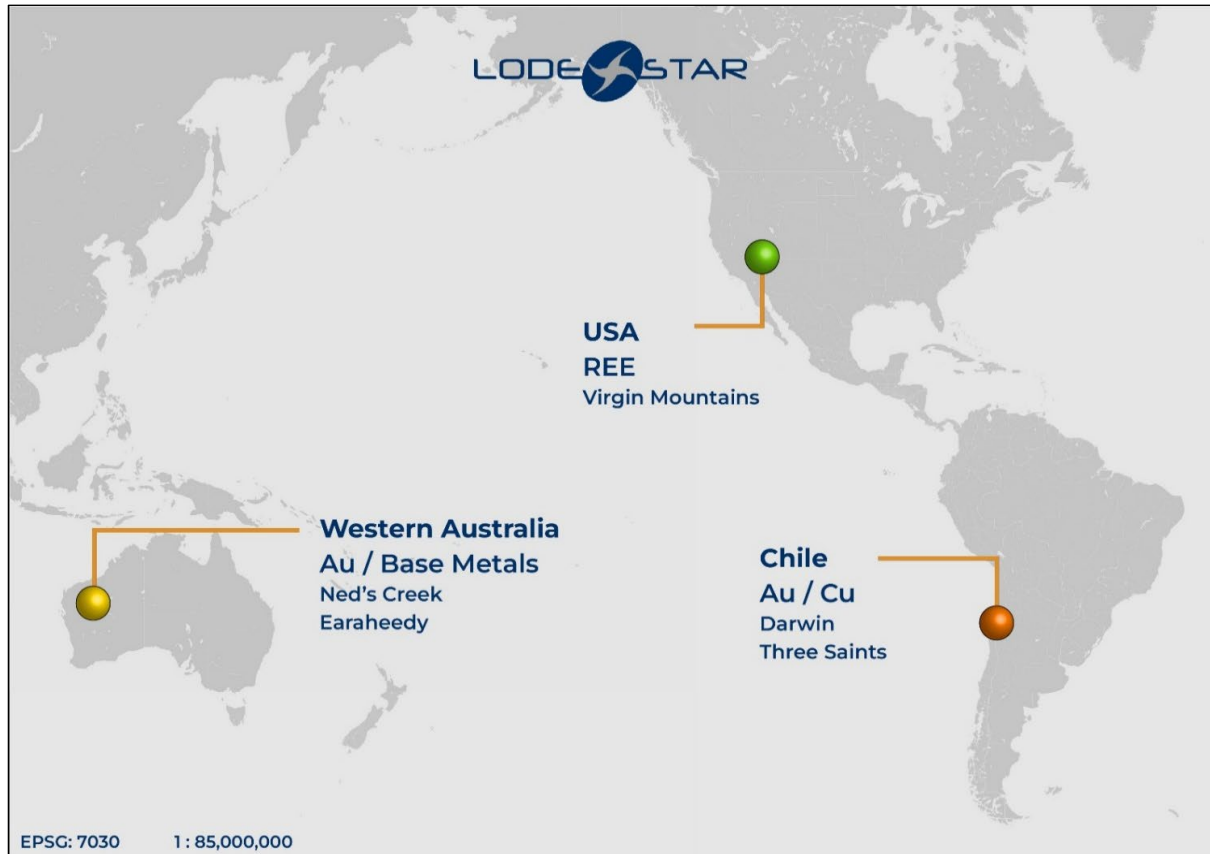 LODESTAR
USA
REE
Virgin Mountains
Western Australia
Au / Base Metals
Ned's Creek
Earaheedy
Chile
Au / Cu
Darwin
Three Saints
EPSG: 7030 1 : 85,000,000